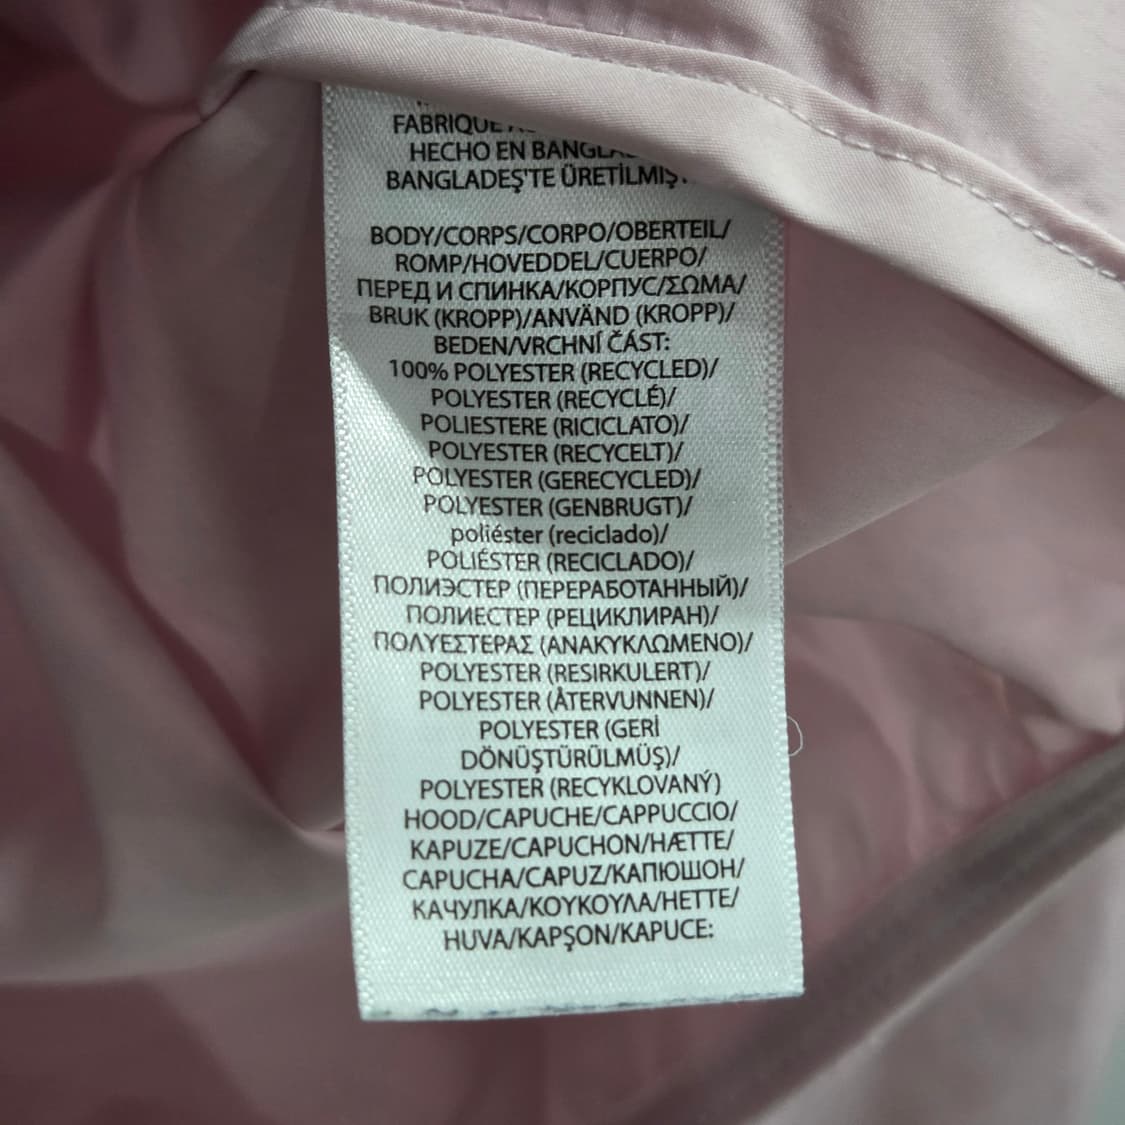 FABRIQUE
HECHO EN
BANGLADEŞ'TE ÜRETİLMİŞ
BODY/CORPS/CORPO/OBERTEIL/
ROMP/HOVEDDEL/CUERPO/
ПЕРЕД И СПИНКА/КОРПУС/ΣΩΜΑ/
BRUK (KROPP)/ANVÄND (KROPP)/
BEDEN/VRCHNÍ ČÁST:
100% POLYESTER (RECYCLED)/
POLYESTER (RECYCLÉ)/
POLIESTERE (RICICLATO)/
POLYESTER (RECYCELT)/
POLYESTER (GERECYCLED)/
POLYESTER (GENBRUGT)/
poliéster (reciclado)/
POLIÉSTER (RECICLADO)/
ПОЛИЭСТЕР (ПЕРЕРАБОТАННЫЙ)/
ПОЛИЕСТЕР (РЕЦИКЛИРАН)/
ΠΟΛΥΕΣΤΕΡΑΣ (ΑΝΑΚΥΚΛΩΜΕΝΟ)/
POLYESTER (RESIRKULERT)/
POLYESTER (ÅTERVUNNEN)/
POLYESTER (GERİ
DÖNÜŞTÜRÜLMÜŞ)/
POLYESTER (RECYKLOVANÝ)
HOOD/CAPUCHE/CAPPUCCIO/
KAPUZE/CAPUCHON/HÆTTE/
CAPUCHA/CAPUZ/КАПЮШОН/
КАЧУЛКА/ΚΟΥΚΟΥΛΑ/HETTE/
HUVA/KAPŞON/KAPUCE: